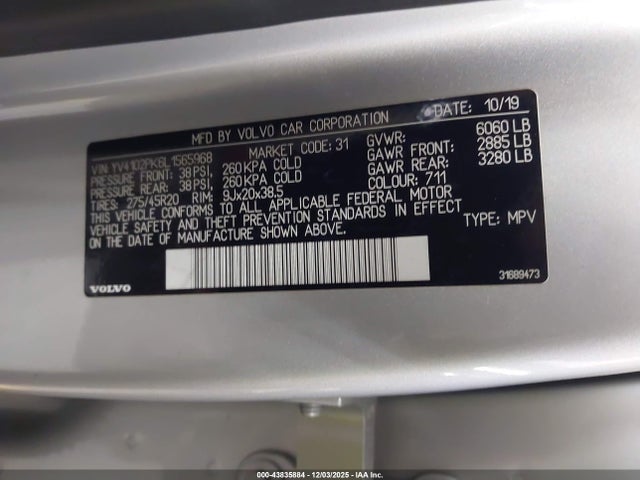 DATE: 10/19
MFD BY VOLVO CAR CORPORATION
VIN: YV4102PK6L1565968 MARKET CODE: 31 GVWR: 6060 LB
PRESSURE FRONT: 38 PSI, 260 KPA COLD GAWR FRONT: 2885 LB
PRESSURE REAR: 38 PSI, 260 KPA COLD GAWR REAR: 3280 LB
TIRES: 275/45R20 RIM: 9Jx20x38.5 COLOUR: 711
THIS VEHICLE CONFORMS TO ALL APPLICABLE FEDERAL MOTOR
VEHICLE SAFETY AND THEFT PREVENTION STANDARDS IN EFFECT
ON THE DATE OF MANUFACTURE SHOWN ABOVE. TYPE: MPV
VOLVO 31689473
000-43835884 - 12/03/2025 - IAA Inc.